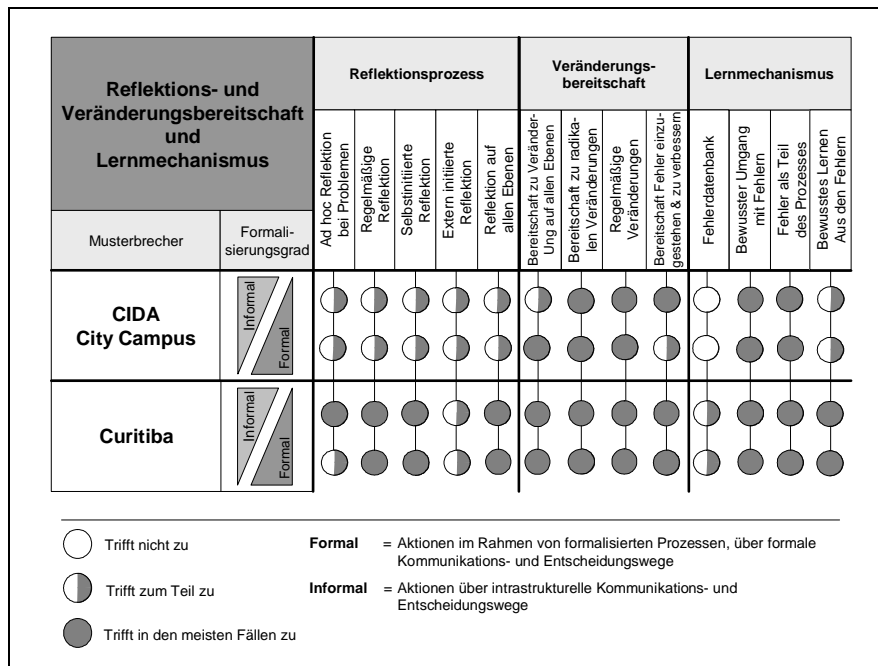 Reflektions- und
Veränderungsbereitschaft
und
Lernmechanismus
Reflektionsprozess
Veränderungs-
bereitschaft
Lernmechanismus
Musterbrecher
Formali-
sierungsgrad
Ad hoc Reflektion
bei Problemen
Regelmäßige
Reflektion
Selbstinitiierte
Reflektion
Extern initiierte
Reflektion
Reflektion auf
allen Ebenen
Bereitschaft zu Veränder-
Ung auf allen Ebenen
Bereitschaft zu radika-
len Veränderungen
Regelmäßige
Veränderungen
Bereitschaft Fehler einzu-
gestehen & zu verbessern
Fehlerdatenbank
Bewusster Umgang
mit Fehlern
Fehler als Teil
des Prozesses
Bewusstes Lernen
Aus den Fehlern
CIDA
City Campus
Informal
Formal
Curitiba
Informal
Formal
Trifft nicht zu
Trifft zum Teil zu
Trifft in den meisten Fällen zu
Formal = Aktionen im Rahmen von formalisierten Prozessen, über formale
Kommunikations- und Entscheidungswege
Informal = Aktionen über intrastrukturelle Kommunikations- und
Entscheidungswege